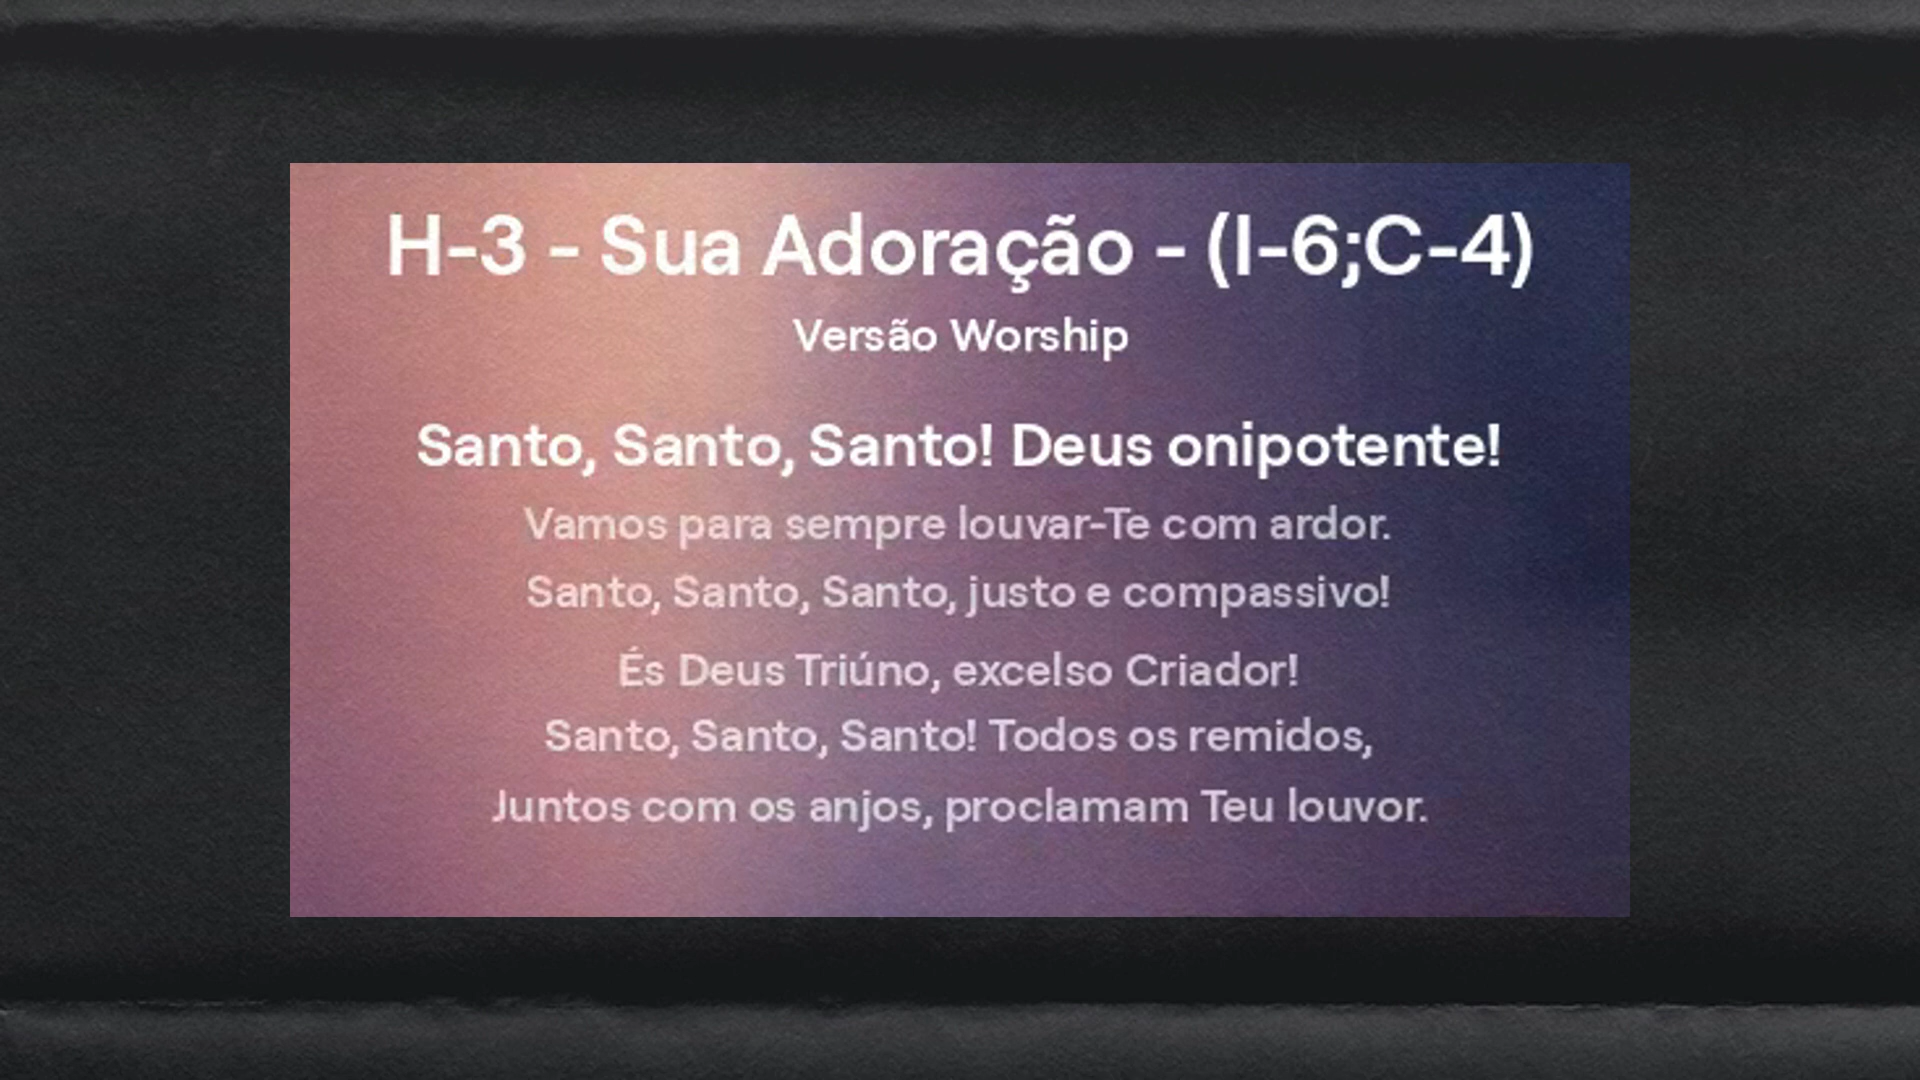 H-3 - Sua Adoração - (I-6;C-4)
Versão Worship
Santo, Santo, Santo! Deus onipotente!
Vamos para sempre louvar-Te com ardor.
Santo, Santo, Santo, justo e compassivo!
És Deus Triúno, excelso Criador!
Santo, Santo, Santo! Todos os remidos,
Juntos com os anjos, proclamam Teu louvor.